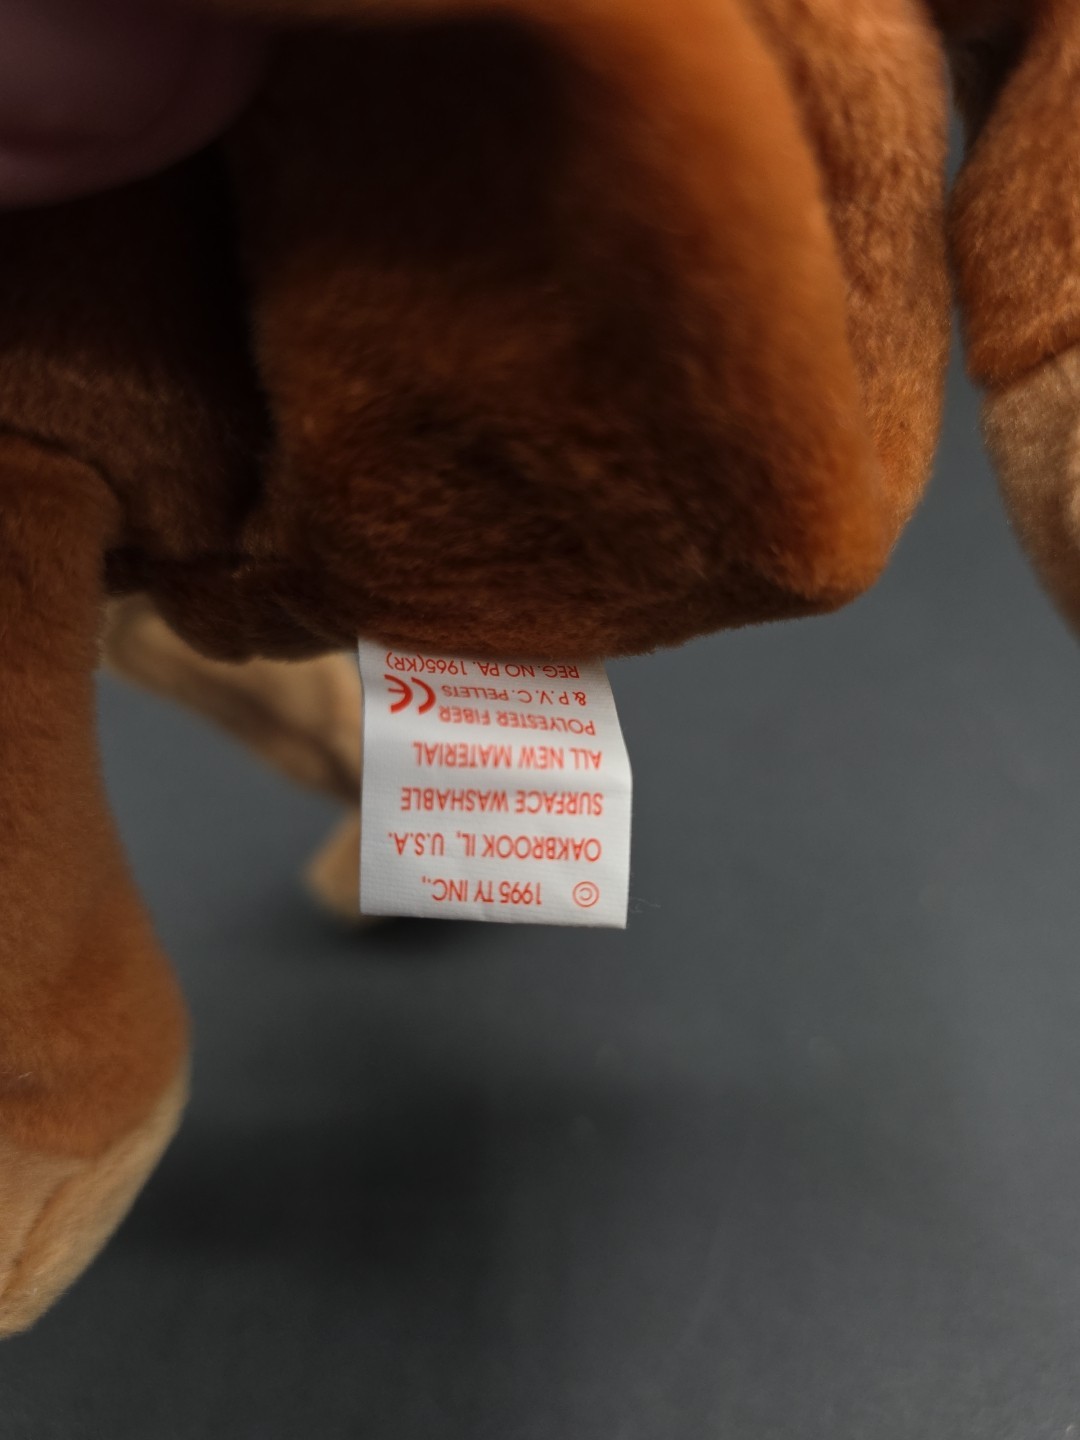 © 1995 TY INC.,
OAKBROOK IL, U.S.A.
SURFACE WASHABLE
ALL NEW MATERIAL
POLYESTER FIBER
& P.V.C. PELLETS CE
REG. NO PA. 1965(KR)